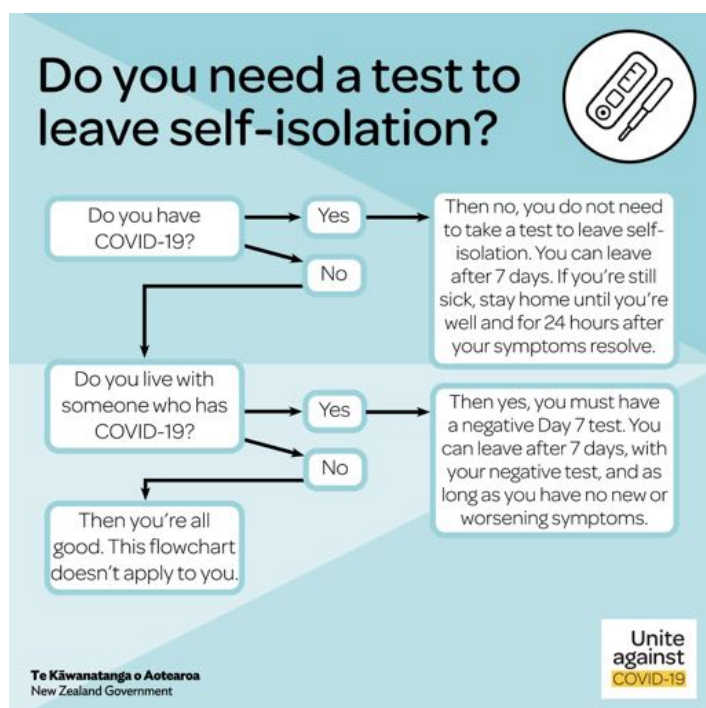 Do you need a test to
leave self-isolation?
Do you have
COVID-19?
Yes
Then no, you do not need
to take a test to leave self-
isolation. You can leave
after 7 days. If you're still
sick, stay home until you're
well and for 24 hours after
your symptoms resolve.
No
Do you live with
someone who has
COVID-19?
Yes
Then yes, you must have
a negative Day 7 test. You
can leave after 7 days, with
your negative test, and as
long as you have no new or
worsening symptoms.
No
Then you're all
good. This flowchart
doesn't apply to you.
Te Kāwanatanga o Aotearoa
New Zealand Government
Unite
against
COVID-19